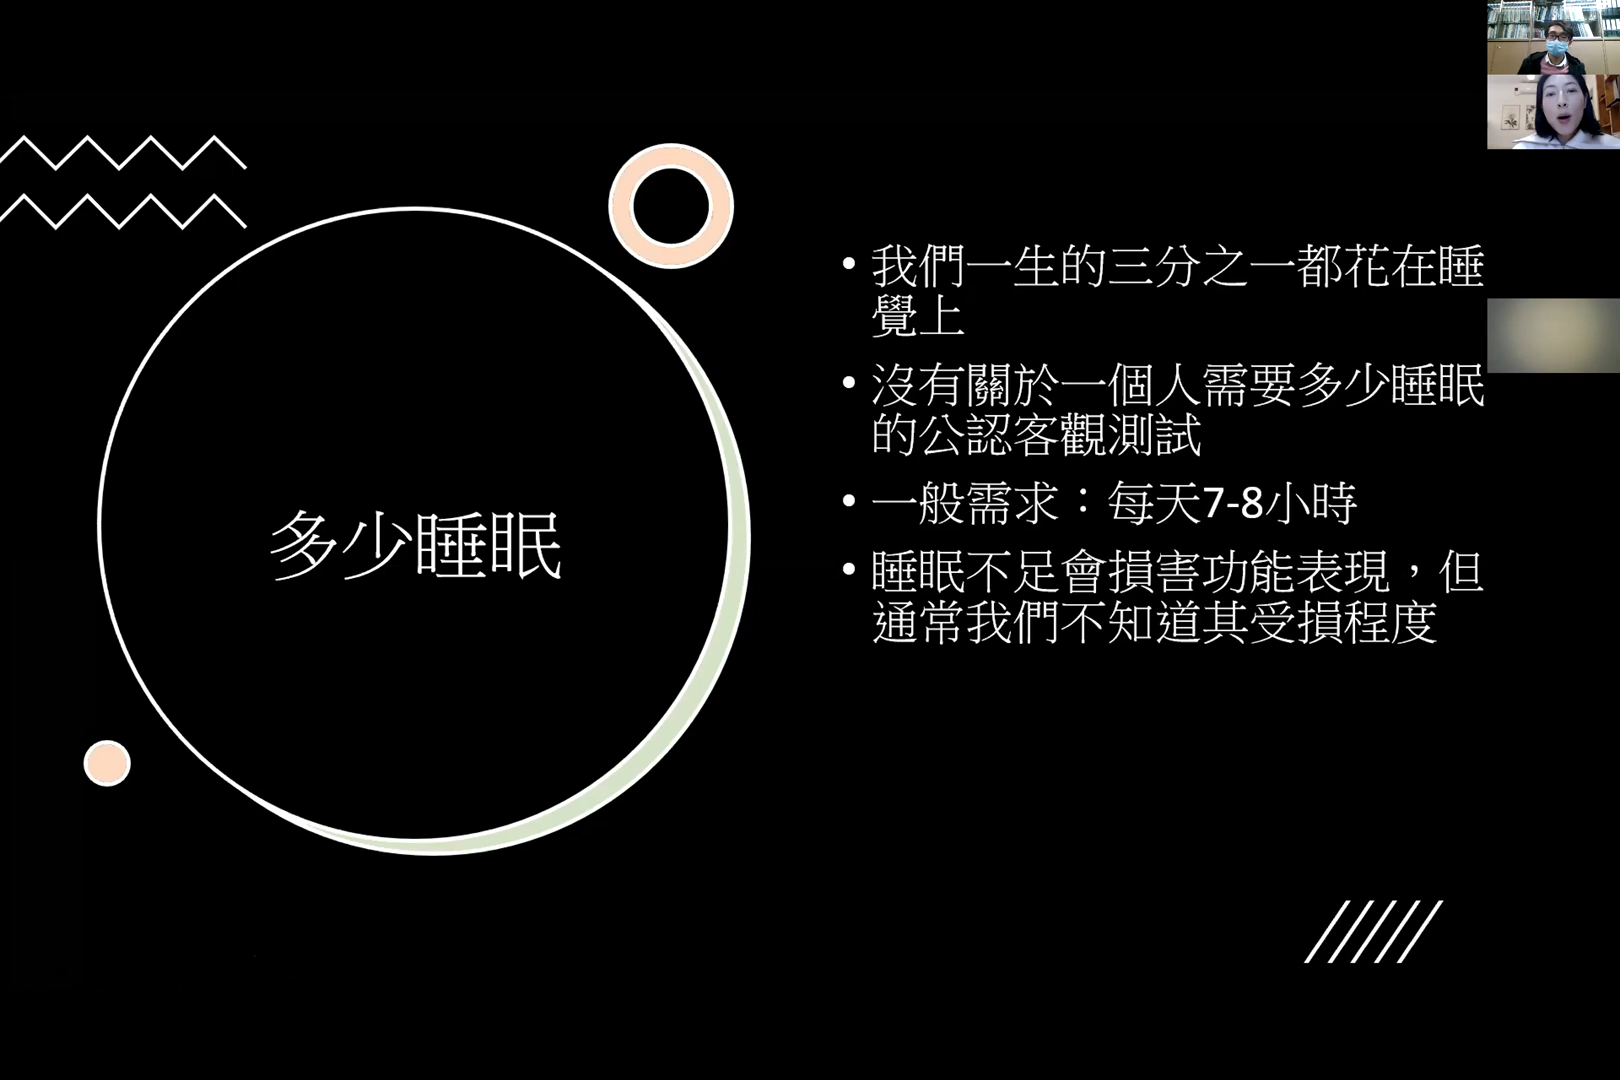 多少睡眠
• 我們一生的三分之一都花在睡
覺上
• 沒有關於一個人需要多少睡眠
的公認客觀測試
• 一般需求：每天7-8小時
• 睡眠不足會損害功能表現，但
通常我們不知道其受損程度